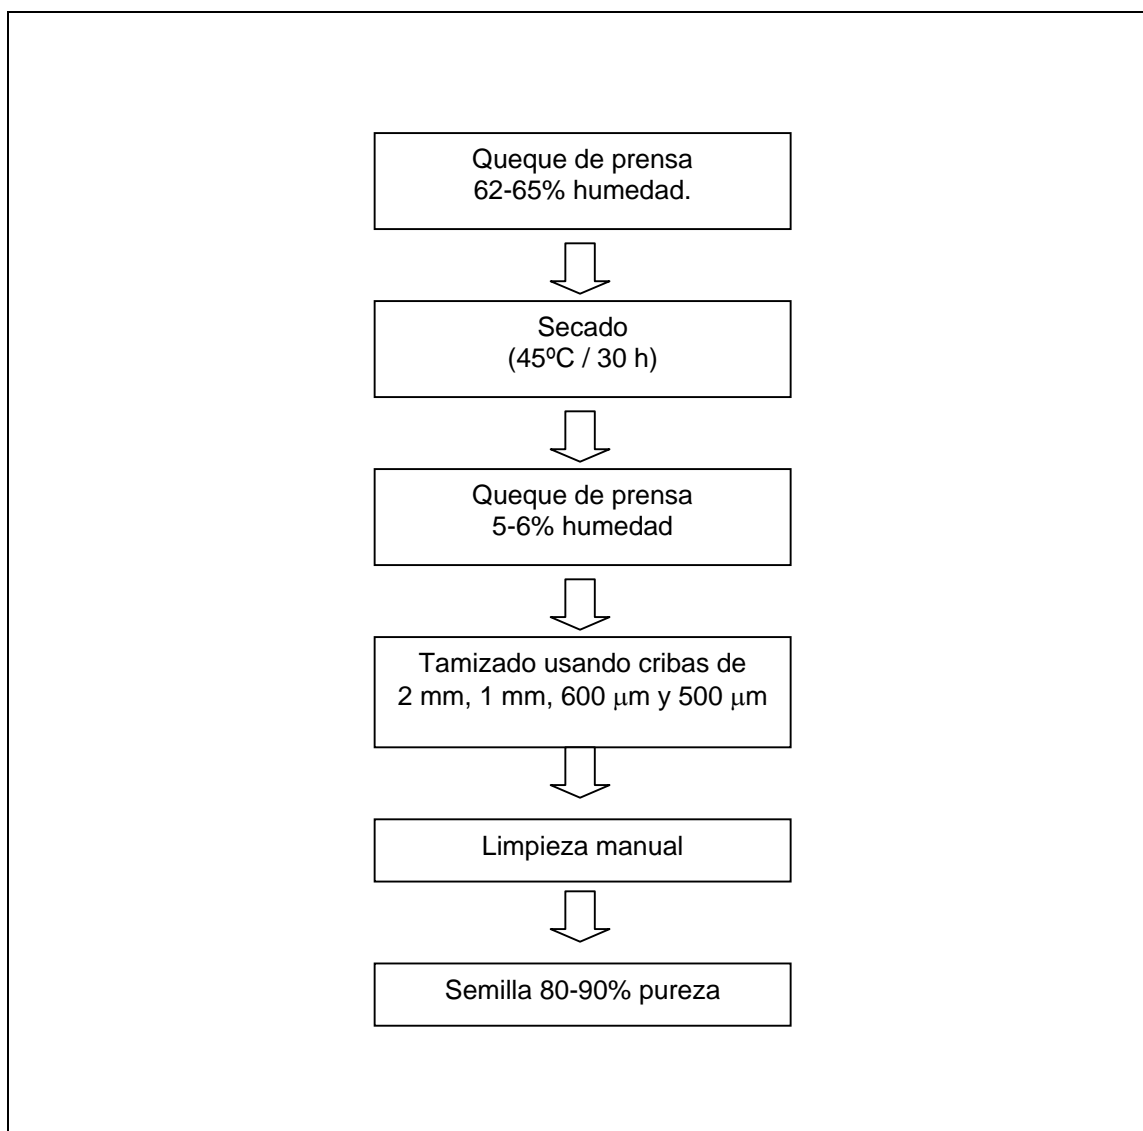 Queque de prensa
62-65% humedad.
Secado
(45ºC / 30 h)
Queque de prensa
5-6% humedad
Tamizado usando cribas de
2 mm, 1 mm, 600 μm y 500 μm
Limpieza manual
Semilla 80-90% pureza